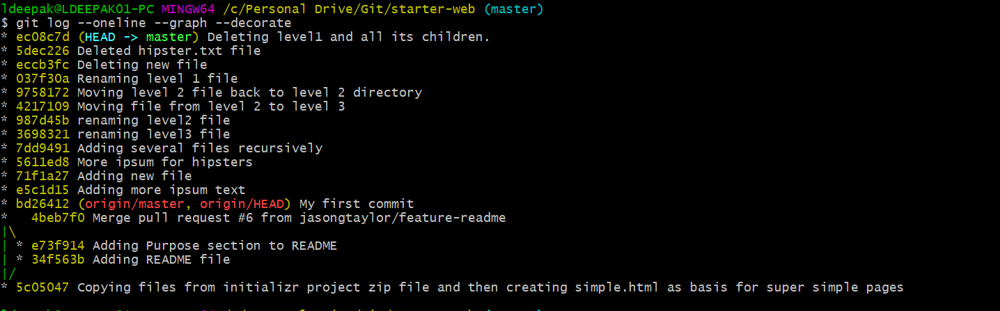 ldeepak@LDEEPAK01-PC MINGW64 /c/Personal Drive/Git/starter-web (master)
$ git log --oneline --graph --decorate
* ec08c7d (HEAD -> master) Deleting level1 and all its children.
* 5dec226 Deleted hipster.txt file
* eccb3fc Deleting new file
* 037f30a Renaming level 1 file
* 9758172 Moving level 2 file back to level 2 directory
* 4217109 Moving file from level 2 to level 3
* 987d45b renaming level2 file
* 3698321 renaming level3 file
* 7dd9491 Adding several files recursively
* 5611ed8 More ipsum for hipsters
* 71f1a27 Adding new file
* e5c1d15 Adding more ipsum text
* bd26412 (origin/master, origin/HEAD) My first commit
*   4beb7f0 Merge pull request #6 from jasongtaylor/feature-readme
|\
| * e73f914 Adding Purpose section to README
| * 34f563b Adding README file
|/
* 5c05047 Copying files from initializr project zip file and then creating simple.html as basis for super simple pages